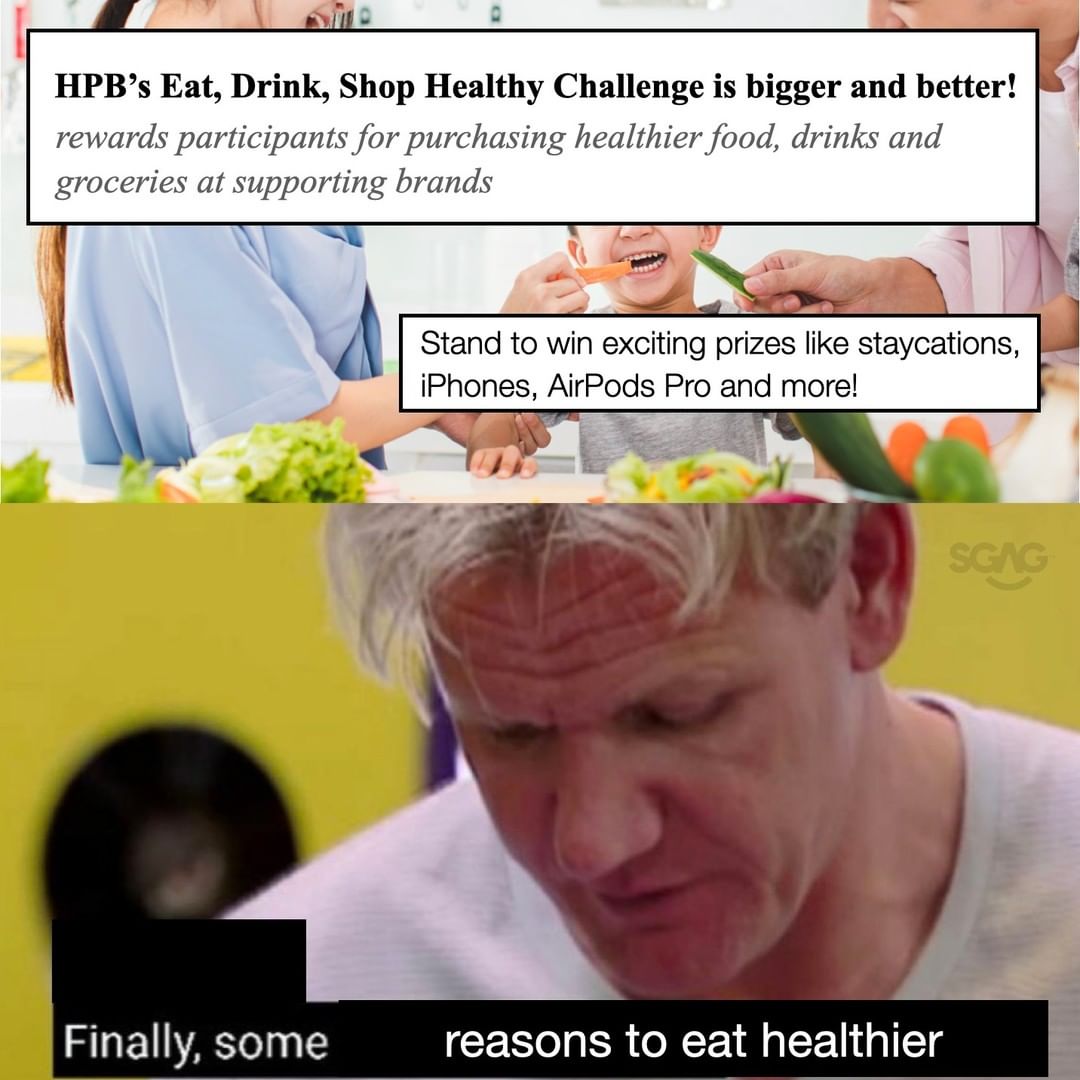 HPB’s Eat, Drink, Shop Healthy Challenge is bigger and better!
rewards participants for purchasing healthier food, drinks and
groceries at supporting brands
Stand to win exciting prizes like staycations,
iPhones, AirPods Pro and more!
SGAG
Finally, some reasons to eat healthier